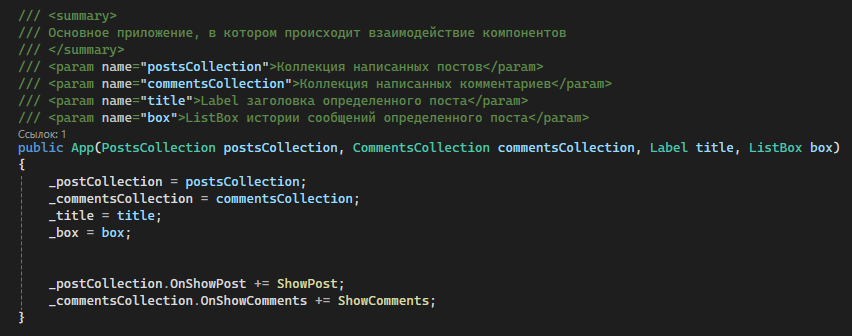 /// <summary>
/// Основное приложение, в котором происходит взаимодействие компонентов
/// </summary>
/// <param name="postsCollection">Коллекция написанных постов</param>
/// <param name="commentsCollection">Коллекция написанных комментариев</param>
/// <param name="title">Label заголовка определенного поста</param>
/// <param name="box">ListBox истории сообщений определенного поста</param>
Ссылок: 1
public App(PostsCollection postsCollection, CommentsCollection commentsCollection, Label title, ListBox box)
{
    _postCollection = postsCollection;
    _commentsCollection = commentsCollection;
    _title = title;
    _box = box;

    _postCollection.OnShowPost += ShowPost;
    _commentsCollection.OnShowComments += ShowComments;
}